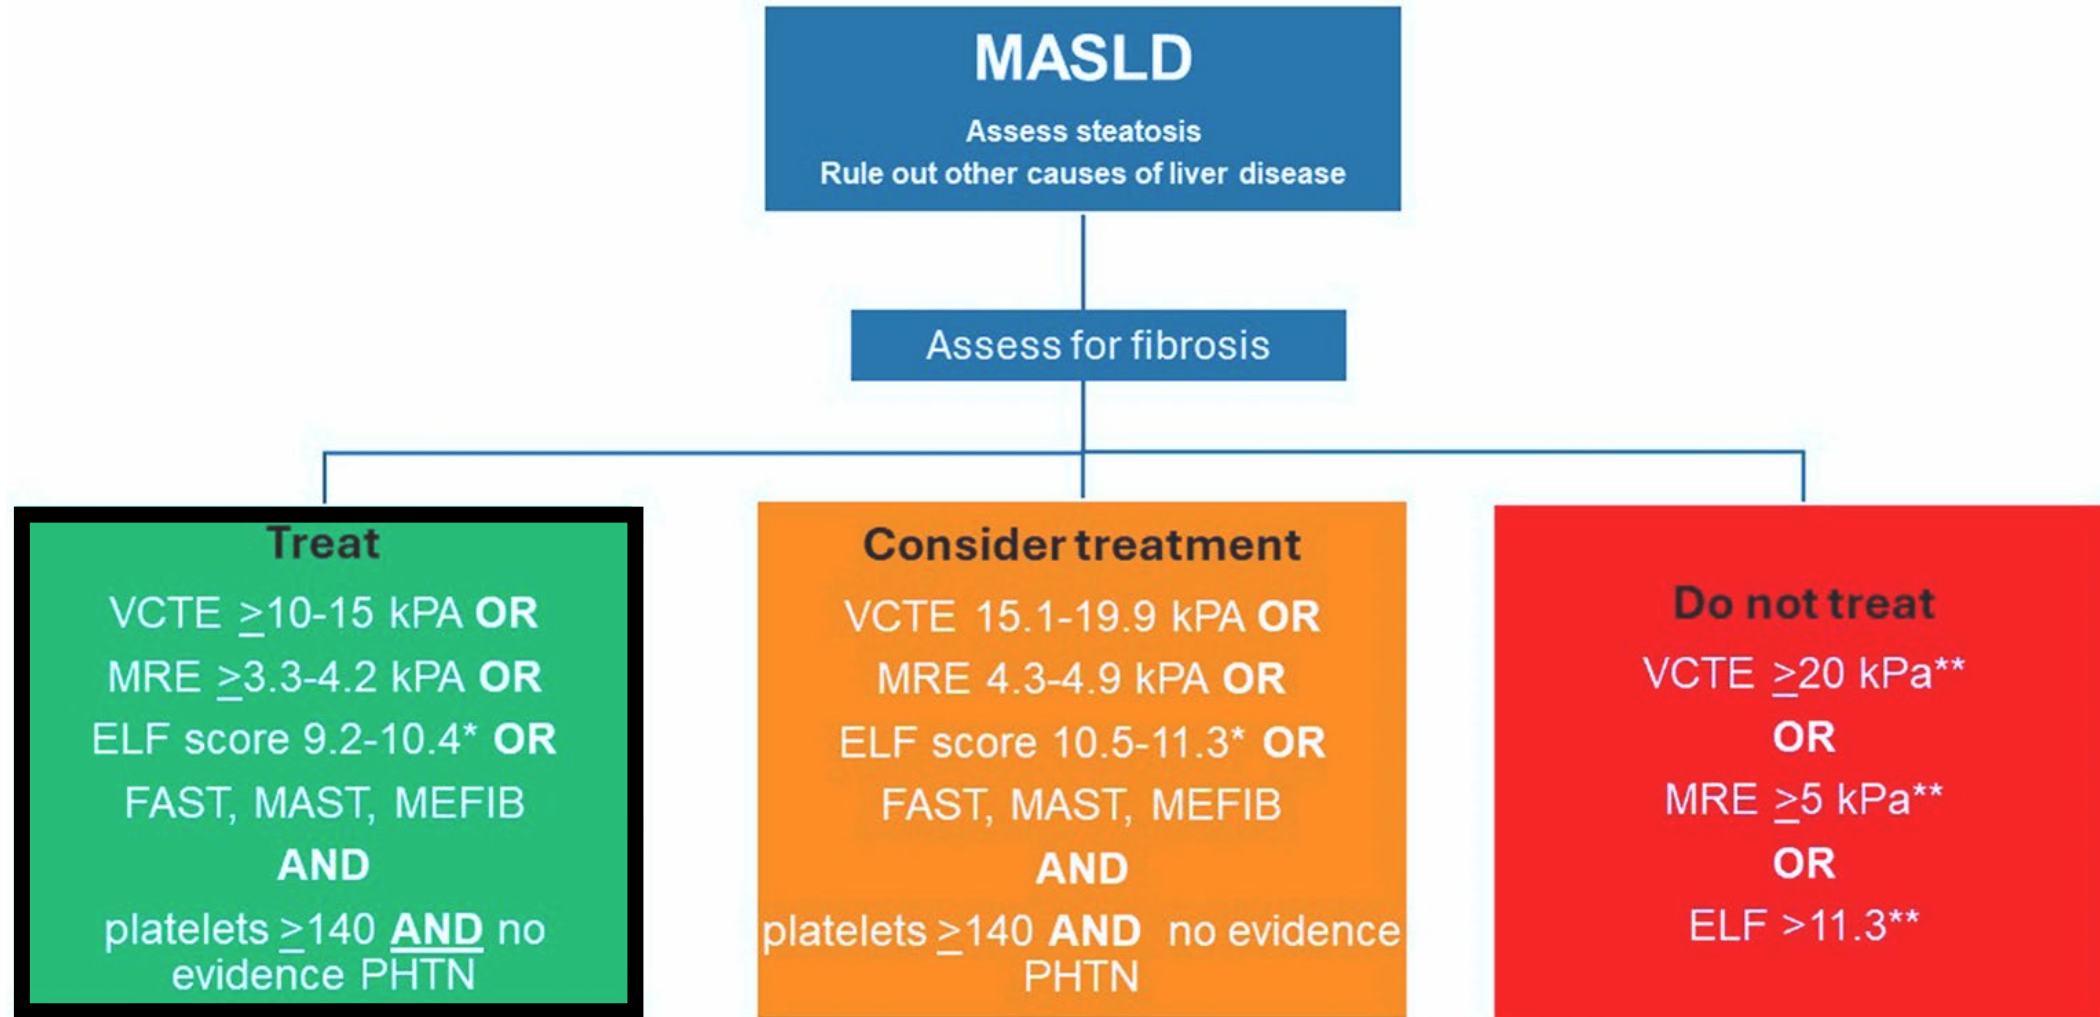 MASLD
Assess steatosis
Rule out other causes of liver disease
Assess for fibrosis
Treat
VCTE ≥10-15 kPA OR
MRE ≥3.3-4.2 kPA OR
ELF score 9.2-10.4* OR
FAST, MAST, MEFIB
AND
platelets ≥140 AND no
evidence PHTN
Consider treatment
VCTE 15.1-19.9 kPA OR
MRE 4.3-4.9 kPA OR
ELF score 10.5-11.3* OR
FAST, MAST, MEFIB
AND
platelets ≥140 AND no evidence
PHTN
Do not treat
VCTE ≥20 kPa**
OR
MRE ≥5 kPa**
OR
ELF >11.3**